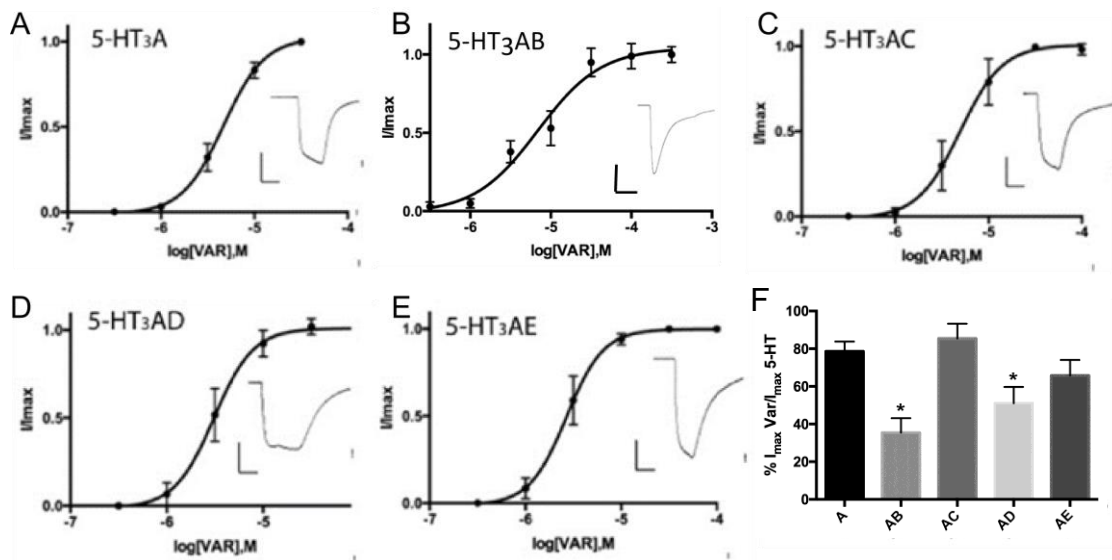 A
5-HT₃A
I/Imax
1.0
0.5
0.0
-7
-6
-5
-4
log[VAR],M
B
5-HT₃AB
I/Imax
1.0
0.5
0.0
-6
-5
-4
-3
log[VAR],M
C
5-HT₃AC
I/Imax
1.0
0.5
0.0
-7
-6
-5
-4
log[VAR],M
D
5-HT₃AD
I/Imax
1.0
0.5
0.0
-7
-6
-5
log[VAR],M
E
5-HT₃AE
I/Imax
1.0
0.5
0.0
-7
-6
-5
-4
log[VAR],M
F
% Imax Var/Imax 5-HT
100
80
60
40
20
0
*
*
A
AB
AC
AD
AE